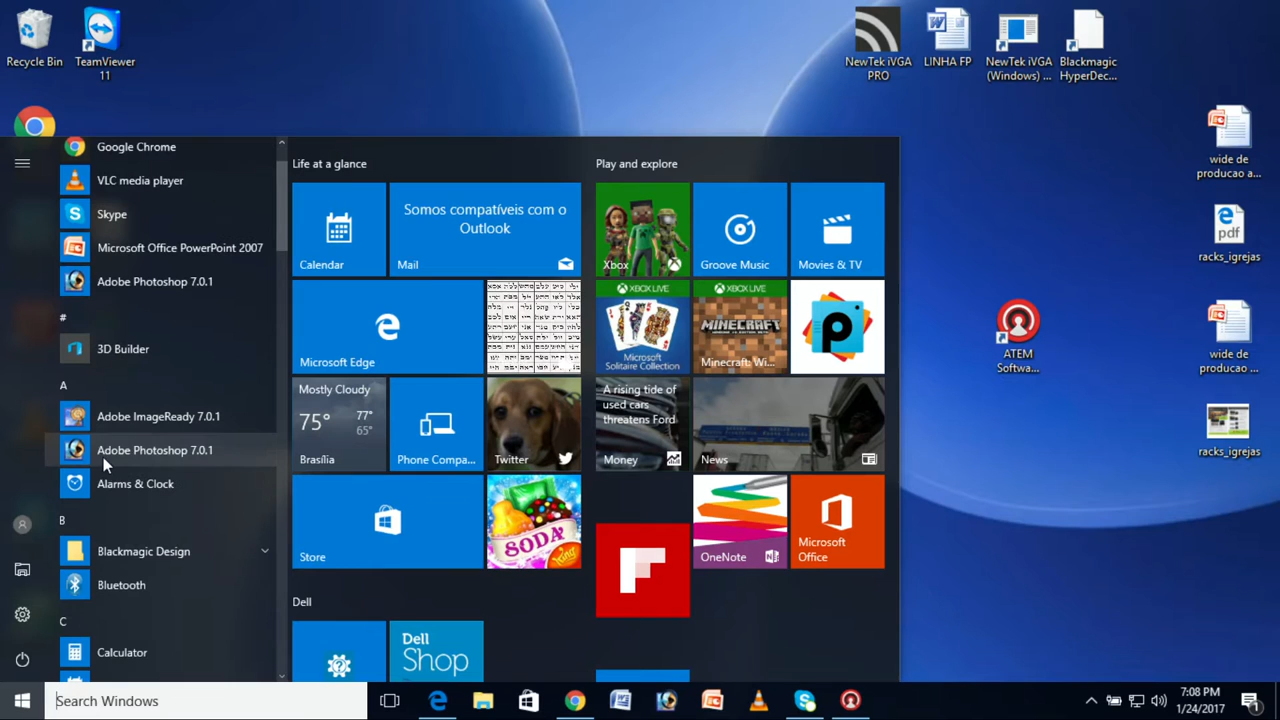 Recycle Bin
TeamViewer
11
NewTek iVGA
PRO
LINHA FP
NewTek iVGA
(Windows) ...
Blackmagic
HyperDec...
wide de
producao a...
pdf
racks_igrejas
wide de
producao ...
racks_igrejas
ATEM
Softwa...
Google Chrome
VLC media player
Skype
Microsoft Office PowerPoint 2007
Adobe Photoshop 7.0.1
#
3D Builder
A
Adobe ImageReady 7.0.1
Adobe Photoshop 7.0.1
Alarms & Clock
B
Blackmagic Design
Bluetooth
C
Calculator
Life at a glance
Calendar
Somos compatíveis com o
Outlook
Mail
Microsoft Edge
Mostly Cloudy
75°
77°
65°
Brasília
Phone Compa...
Twitter
Store
SODA
King
Dell
Dell
Shop
Play and explore
Xbox
Groove Music
Movies & TV
XBOX LIVE
Microsoft
Solitaire Collection
XBOX LIVE
MINECRAFT
Minecraft: Wi...
A rising tide of
used cars
threatens Ford
Money
News
OneNote
Microsoft
Office
Search Windows
7:08 PM
1/24/2017
1